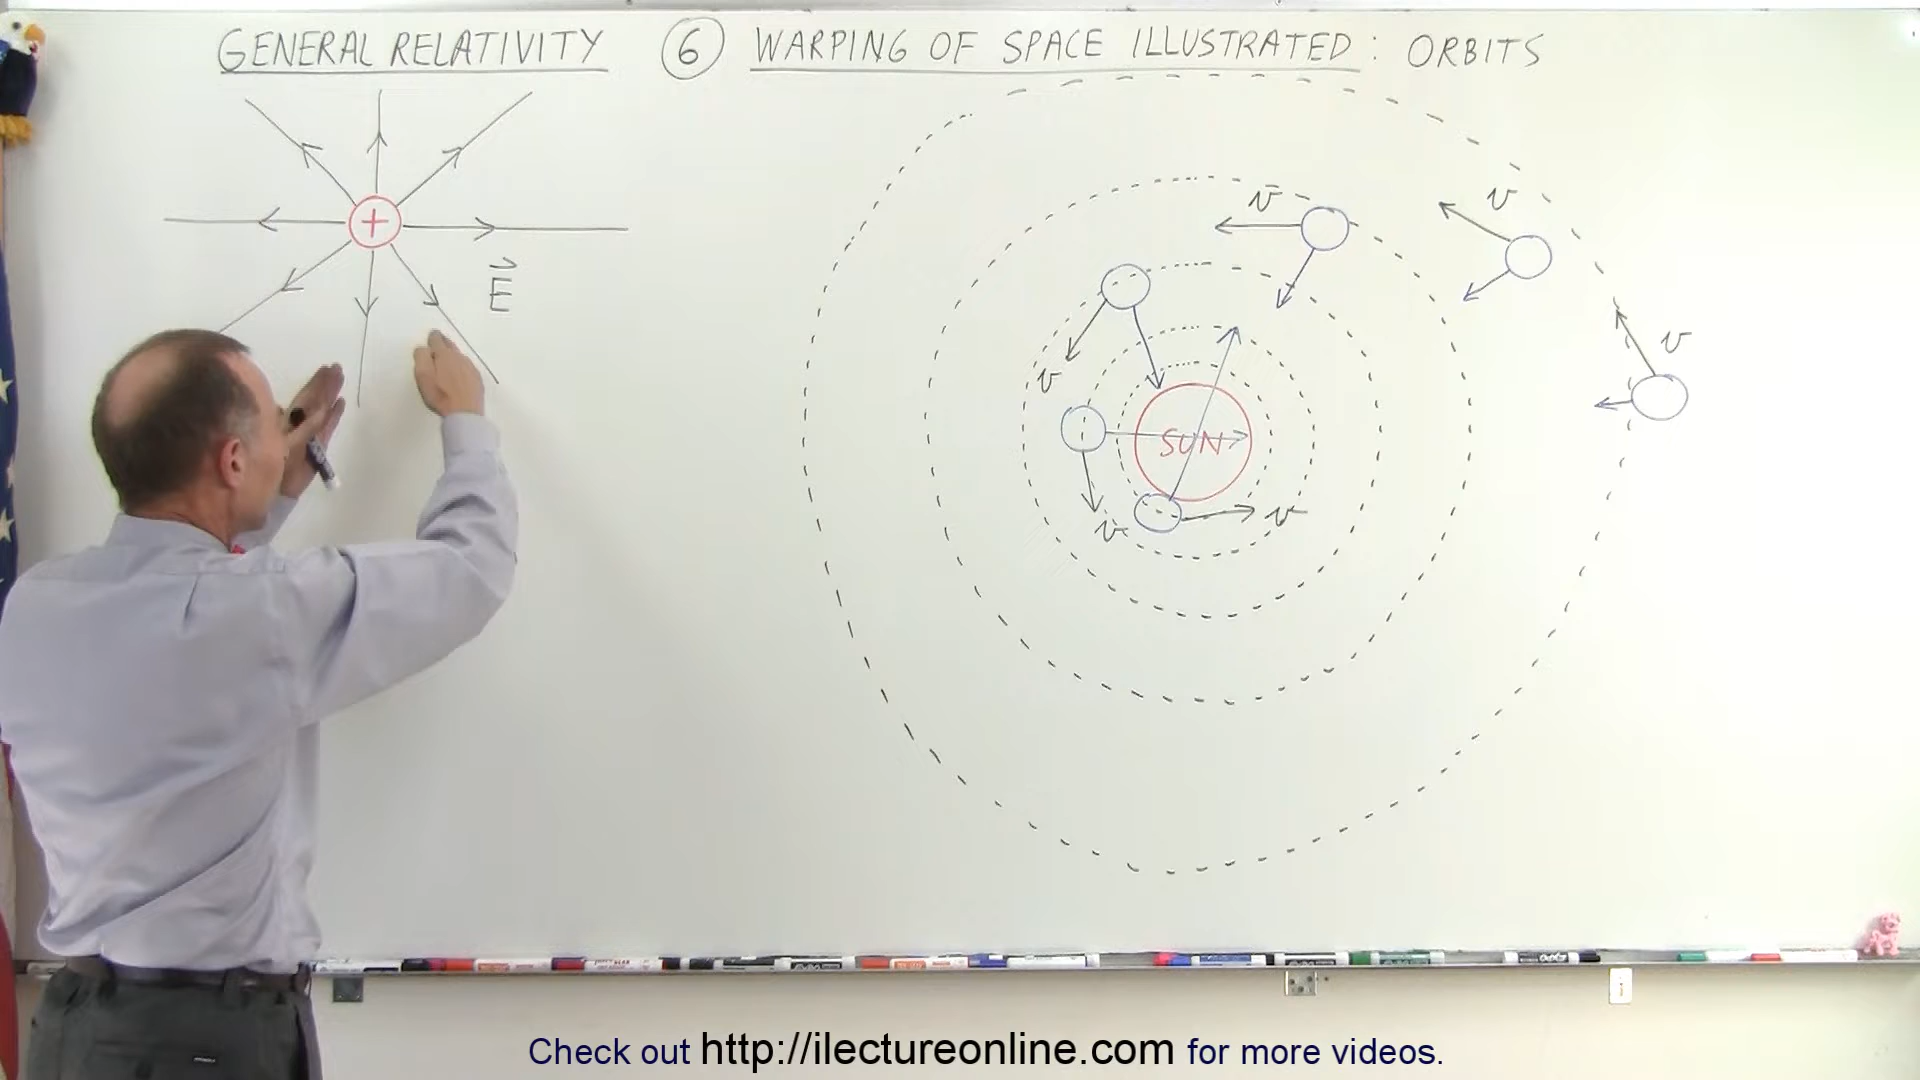 GENERAL RELATIVITY ⑥ WARPING OF SPACE ILLUSTRATED: ORBITS
+
E
v
v
v
v
SUN
v
v
Check out http://ilectureonline.com for more videos.